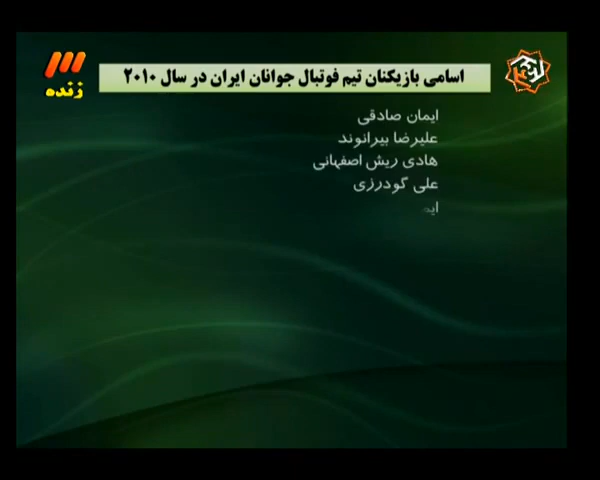 اسامی بازیکنان تیم فوتبال جوانان ایران در سال ۲۰۱۰
زنده
ایمان صادقی
علیرضا بیرانوند
هادی ریش اصفهانی
علی گودرزی